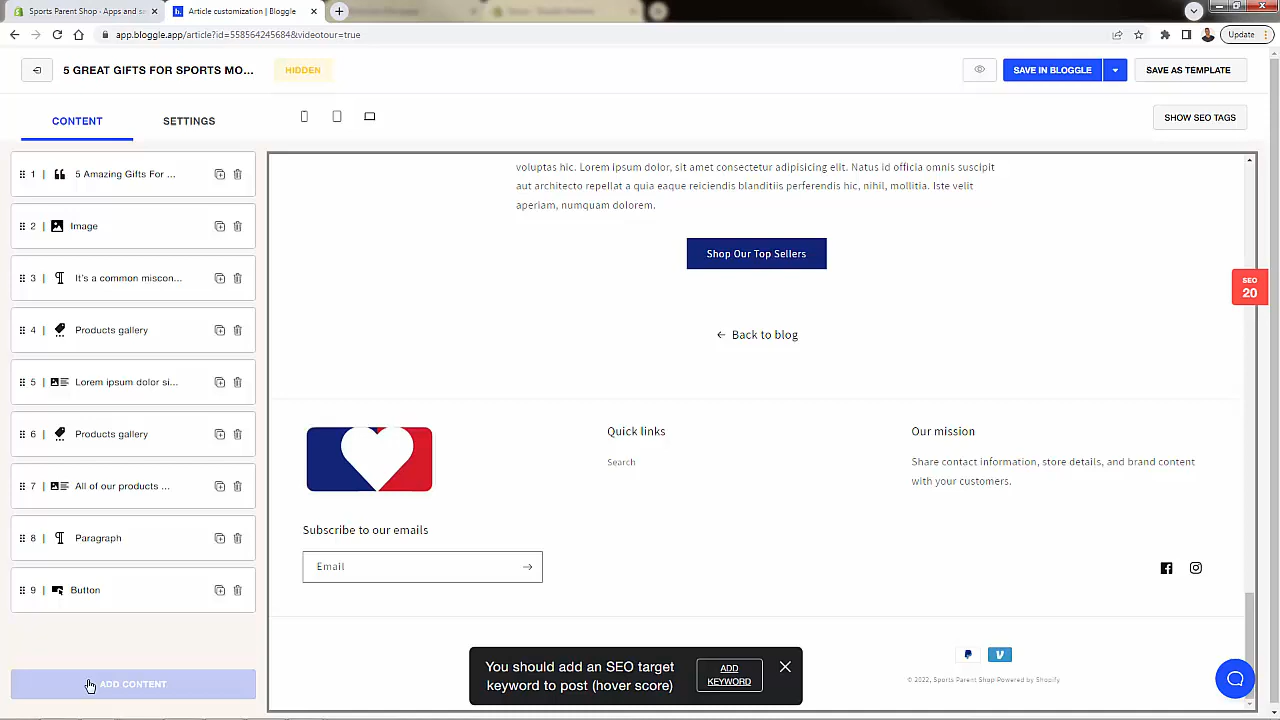 Sports Parent Shop - Apps and s
Article customization | Bloggle
app.bloggle.app/article?id=558564245684&videotour=true
Update
5 GREAT GIFTS FOR SPORTS MO...
HIDDEN
SAVE IN BLOGGLE
SAVE AS TEMPLATE
CONTENT
SETTINGS
SHOW SEO TAGS
1 | 5 Amazing Gifts For ...
2 | Image
3 | It's a common miscon...
4 | Products gallery
5 | Lorem ipsum dolor si...
6 | Products gallery
7 | All of our products ...
8 | Paragraph
9 | Button
ADD CONTENT
voluptas hic. Lorem ipsum dolor, sit amet consectetur adipisicing elit. Natus id officia omnis suscipit
aut architecto repellat a quia eaque reiciendis blanditiis perferendis hic, nihil, mollitia. Iste velit
aperiam, numquam dolorem.
Shop Our Top Sellers
← Back to blog
SEO
20
Quick links
Search
Our mission
Share contact information, store details, and brand content
with your customers.
Subscribe to our emails
Email
You should add an SEO target
keyword to post (hover score)
ADD
KEYWORD
© 2022, Sports Parent Shop Powered by Shopify